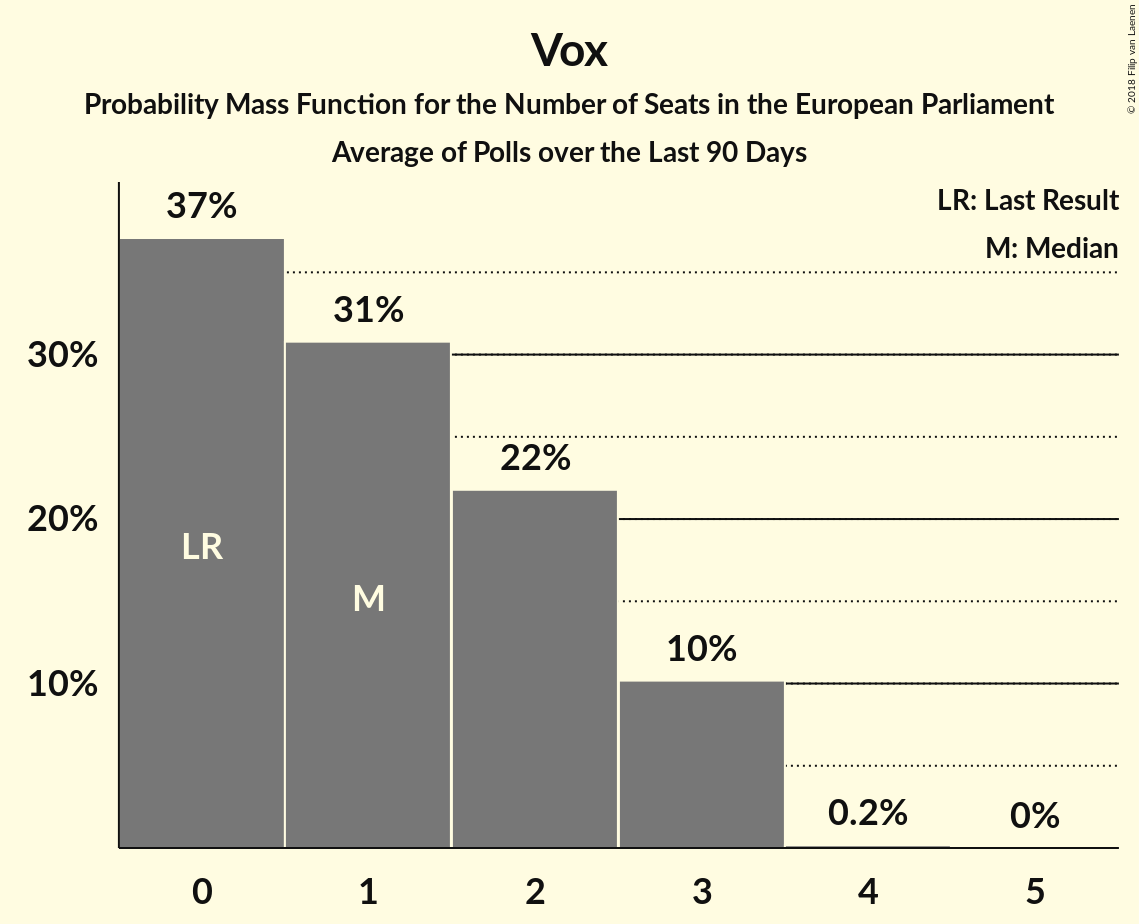 Vox
Probability Mass Function for the Number of Seats in the European Parliament
Average of Polls over the Last 90 Days
© 2018 Filip van Laenen
LR: Last Result
M: Median
37%
31%
22%
10%
0.2%
0%
30%
20%
10%
LR
M
0 1 2 3 4 5